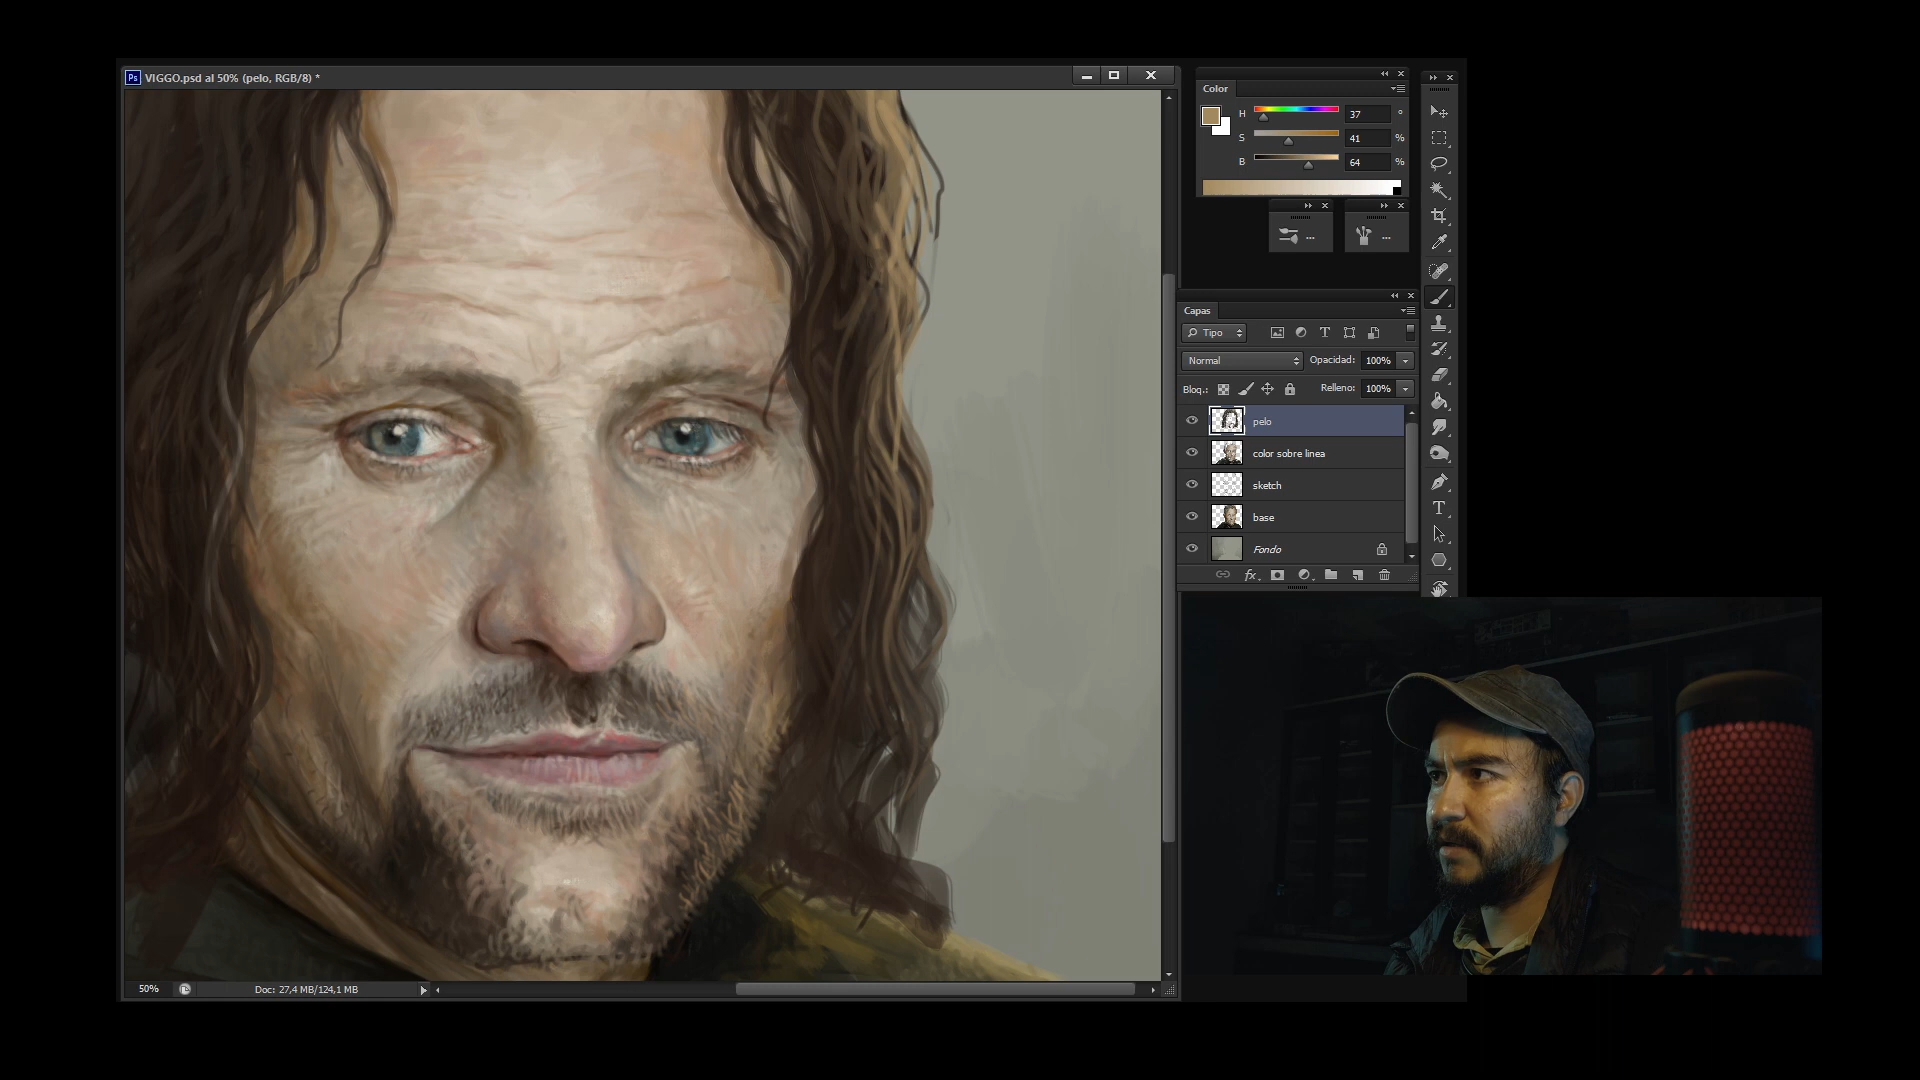 Ps VIGGO.psd al 50% (pelo, RGB/8) *
Color
H 37 °
S 41 %
B 64 %
Capas
Tipo
Normal Opacidad: 100%
Bloq.: Relleno: 100%
pelo
color sobre linea
sketch
base
Fondo
fx
T
50% Doc: 27,4 MB/124,1 MB